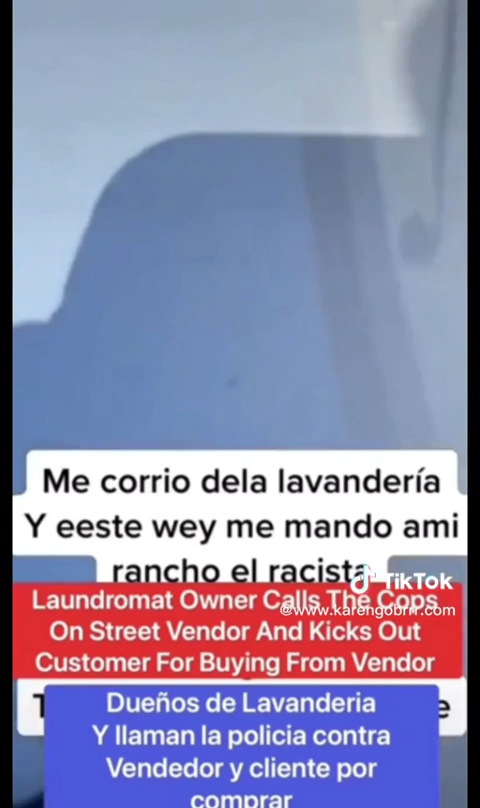 Me corrio dela lavandería
Y eeste wey me mando ami
rancho el racista
TikTok
@www.karengobrrr.com
Laundromat Owner Calls The Cops
On Street Vendor And Kicks Out
Customer For Buying From Vendor
Dueños de Lavanderia
Y llaman la policia contra
Vendedor y cliente por
comprar